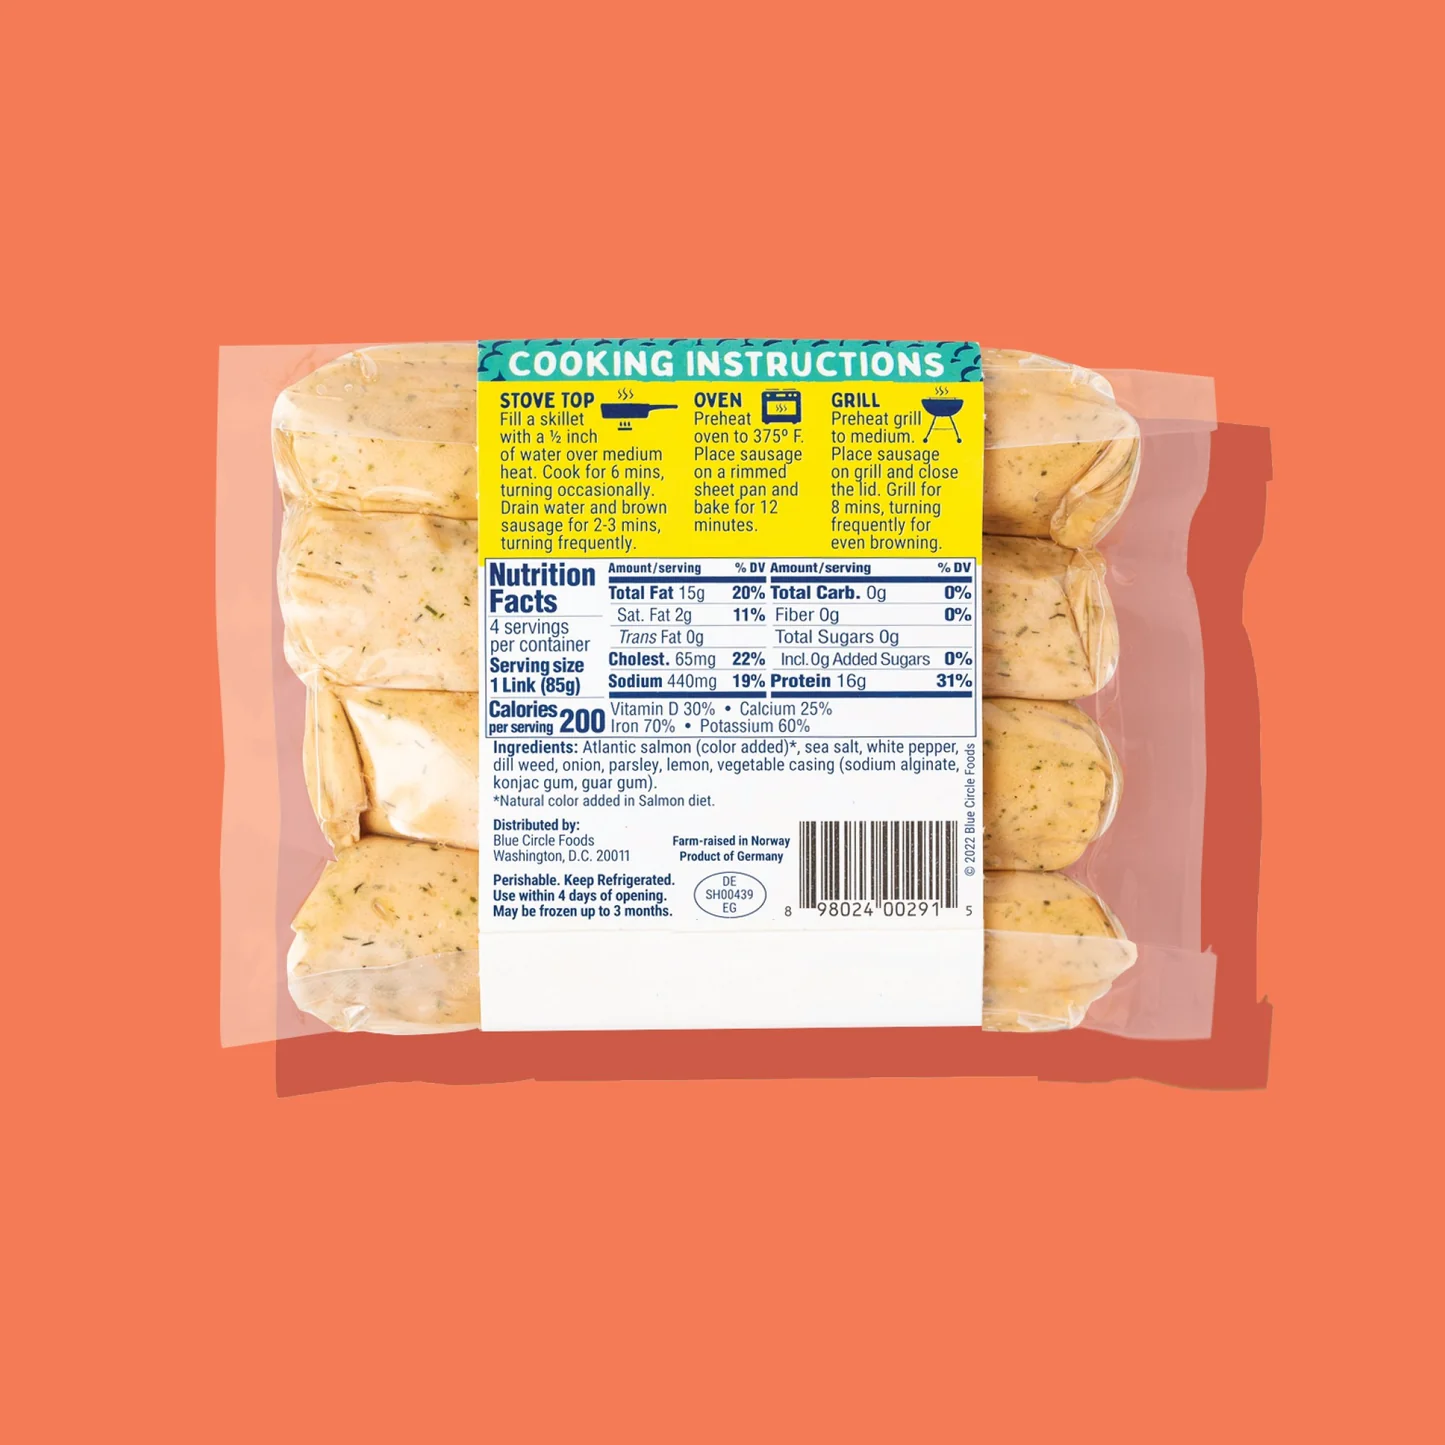 COOKING INSTRUCTIONS
STOVE TOP
Fill a skillet
with a ½ inch
of water over medium
heat. Cook for 6 mins,
turning occasionally.
Drain water and brown
sausage for 2-3 mins,
turning frequently.
OVEN
Preheat
oven to 375º F.
Place sausage
on a rimmed
sheet pan and
bake for 12
minutes.
GRILL
Preheat grill
to medium.
Place sausage
on grill and close
the lid. Grill for
8 mins, turning
frequently for
even browning.
Nutrition
Facts
4 servings
per container
Serving size
1 Link (85g)
Calories
per serving 200
Amount/serving % DV
Total Fat 15g 20%
Sat. Fat 2g 11%
Trans Fat 0g
Cholest. 65mg 22%
Sodium 440mg 19%
Amount/serving % DV
Total Carb. 0g 0%
Fiber 0g 0%
Total Sugars 0g
Incl. 0g Added Sugars 0%
Protein 16g 31%
Vitamin D 30% • Calcium 25%
Iron 70% • Potassium 60%
Ingredients: Atlantic salmon (color added)*, sea salt, white pepper,
dill weed, onion, parsley, lemon, vegetable casing (sodium alginate,
konjac gum, guar gum).
*Natural color added in Salmon diet.
Distributed by:
Blue Circle Foods
Washington, D.C. 20011
Perishable. Keep Refrigerated.
Use within 4 days of opening.
May be frozen up to 3 months.
Farm-raised in Norway
Product of Germany
DE
SH00439
EG
8 98024 00291 5
© 2022 Blue Circle Foods